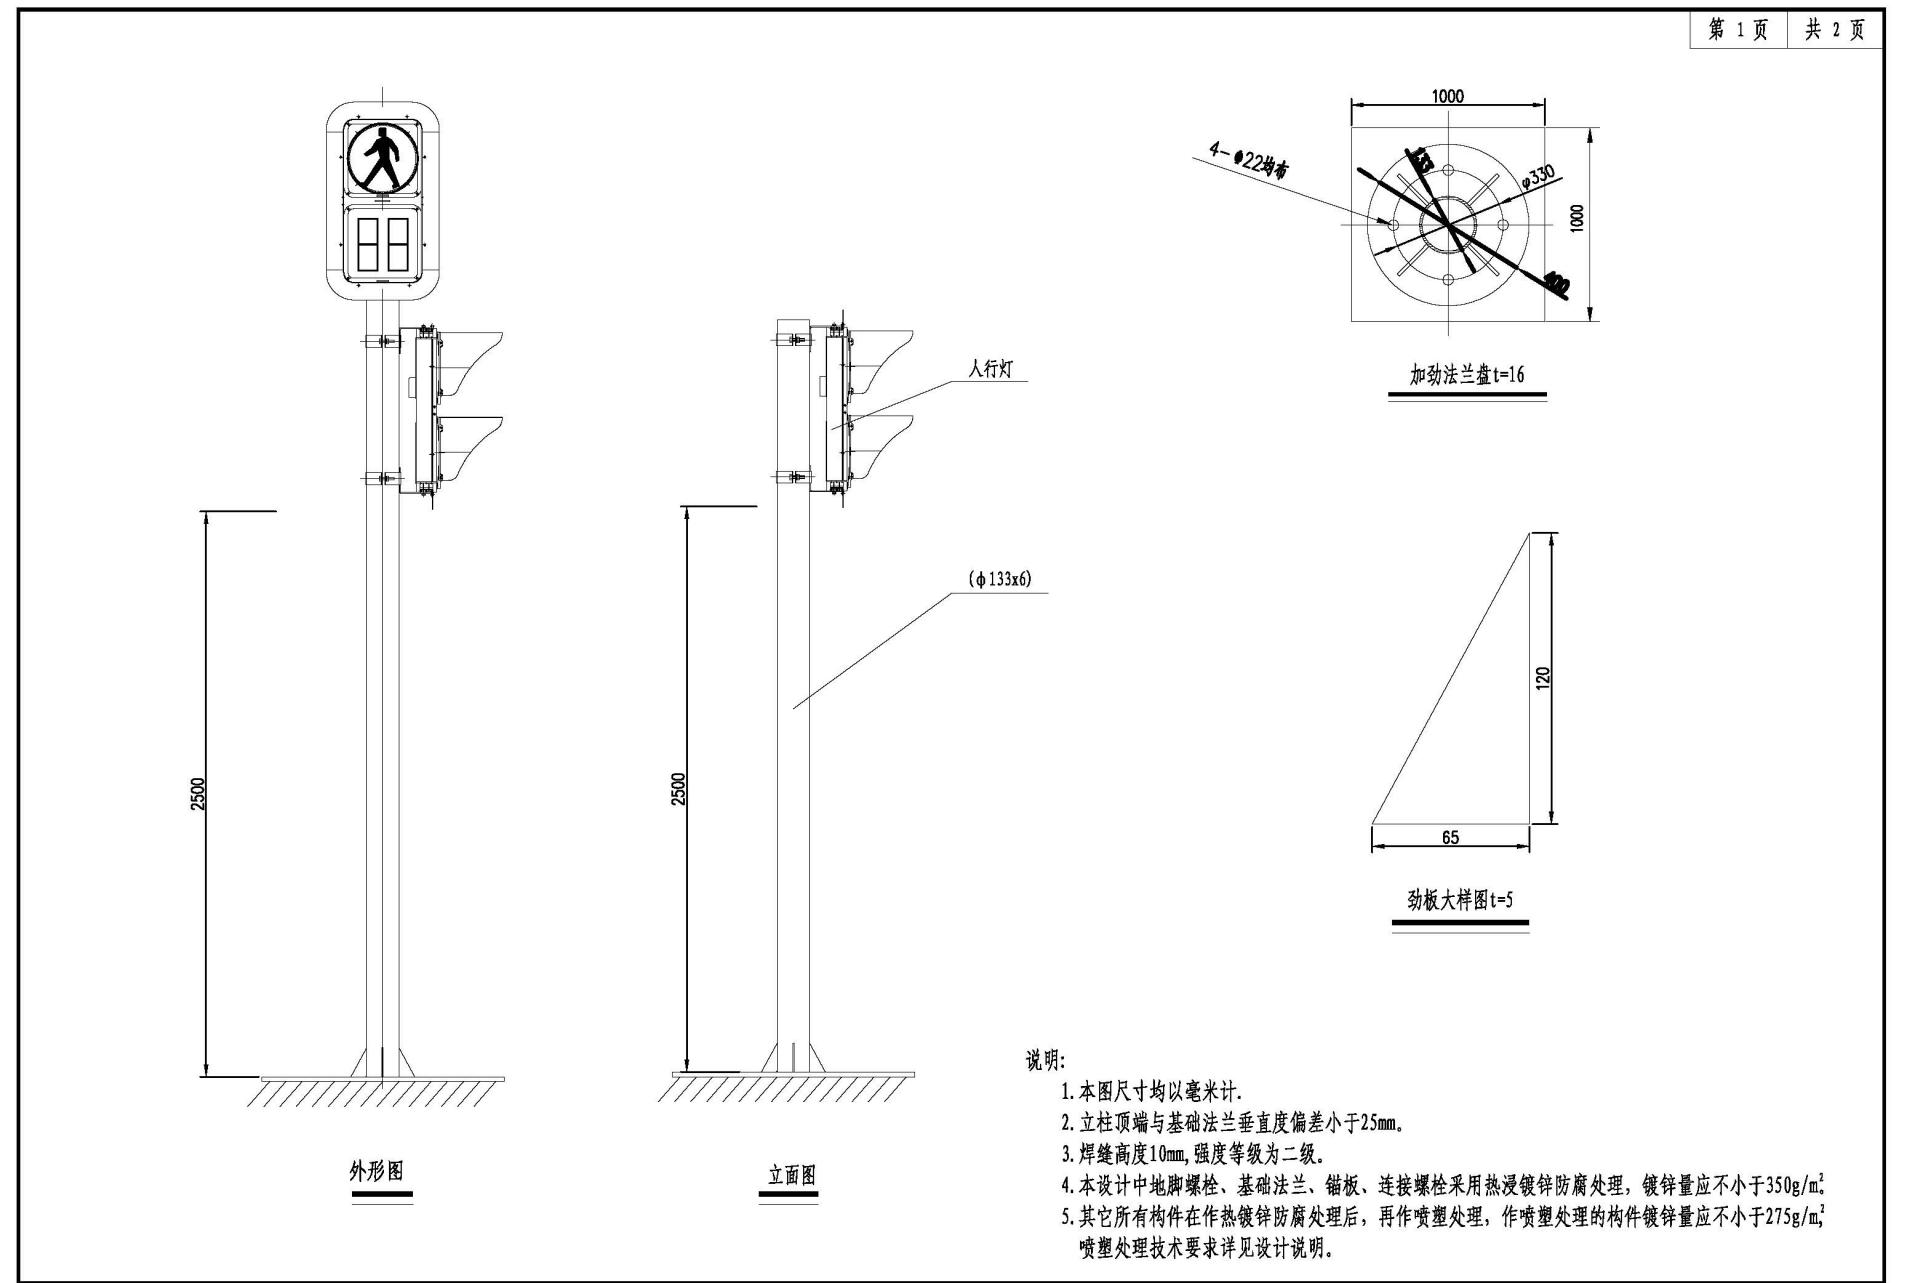 第 1 页 共 2 页
1000
4-Φ22均布
133
φ330
1000
400
加劲法兰盘t=16
人行灯
2500
2500
(φ133x6)
120
65
劲板大样图t=5
外形图
立面图
说明:
1.本图尺寸均以毫米计.
2.立柱顶端与基础法兰垂直度偏差小于25mm。
3.焊缝高度10mm,强度等级为二级。
4.本设计中地脚螺栓、基础法兰、锚板、连接螺栓采用热浸镀锌防腐处理，镀锌量应不小于350g/m²。
5.其它所有构件在作热镀锌防腐处理后，再作喷塑处理，作喷塑处理的构件镀锌量应不小于275g/m²,
喷塑处理技术要求详见设计说明。